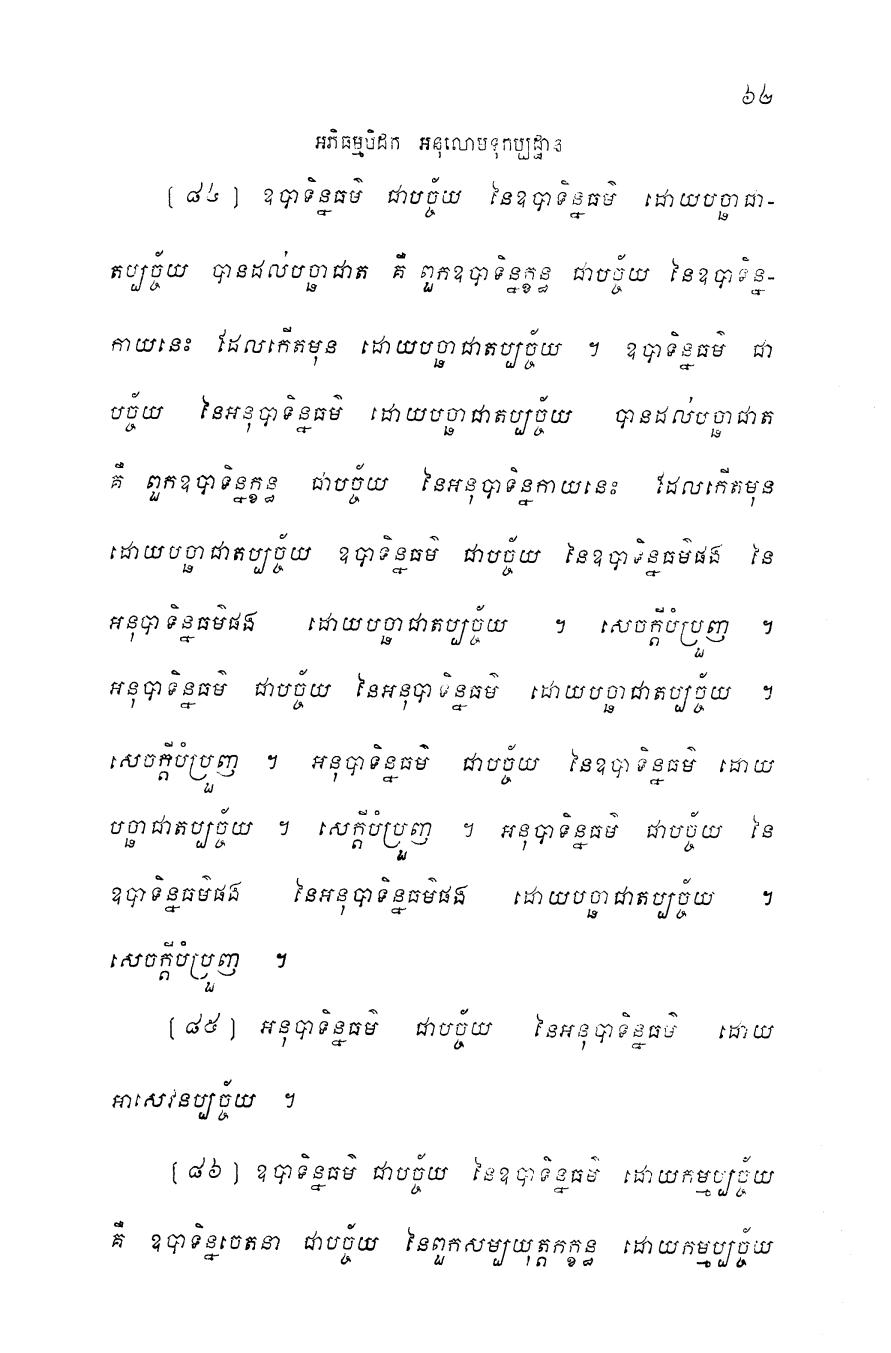 ៦២
អភិធម្មបិដក អនុលោមទុកប្បដ្ឋាន
(៨៤) ឧបាទិន្នធម៌ ជាបច្ច័យ នៃឧបាទិន្នធម៌ ដោយបច្ឆាជា-
តប្បច្ច័យ បានដល់បច្ឆាជាត គឺ ពួកឧបាទិន្នក្ខន្ធ ជាបច្ច័យ នៃឧបាទិន្ន-
កាយនេះ ដែលកើតមុន ដោយបច្ឆាជាតប្បច្ច័យ ។ ឧបាទិន្នធម៌ ជា
បច្ច័យ នៃអនុបាទិន្នធម៌ ដោយបច្ឆាជាតប្បច្ច័យ បានដល់បច្ឆាជាត
គឺ ពួកឧបាទិន្នក្ខន្ធ ជាបច្ច័យ នៃអនុបាទិន្នកាយនេះ ដែលកើតមុន
ដោយបច្ឆាជាតប្បច្ច័យ ឧបាទិន្នធម៌ ជាបច្ច័យ នៃឧបាទិន្នធម៌ផង នៃ
អនុបាទិន្នធម៌ផង ដោយបច្ឆាជាតប្បច្ច័យ ។ សេចក្តីបំប្រួញ ។
អនុបាទិន្នធម៌ ជាបច្ច័យ នៃអនុបាទិន្នធម៌ ដោយបច្ឆាជាតប្បច្ច័យ ។
សេចក្តីបំប្រួញ ។ អនុបាទិន្នធម៌ ជាបច្ច័យ នៃឧបាទិន្នធម៌ ដោយ
បច្ឆាជាតប្បច្ច័យ ។ សេក្តីបំប្រួញ ។ អនុបាទិន្នធម៌ ជាបច្ច័យ នៃ
ឧបាទិន្នធម៌ផង នៃអនុបាទិន្នធម៌ផង ដោយបច្ឆាជាតប្បច្ច័យ ។
សេចក្តីបំប្រួញ ។
(៨៥) អនុបាទិន្នធម៌ ជាបច្ច័យ នៃអនុបាទិន្នធម៌ ដោយ
អាសេវនប្បច្ច័យ ។
(៨៦) ឧបាទិន្នធម៌ ជាបច្ច័យ នៃឧបាទិន្នធម៌ ដោយកម្មប្បច្ច័យ
គឺ ឧបាទិន្នចេតនា ជាបច្ច័យ នៃពួកសម្បយុត្តកក្ខន្ធ ដោយកម្មប្បច្ច័យ